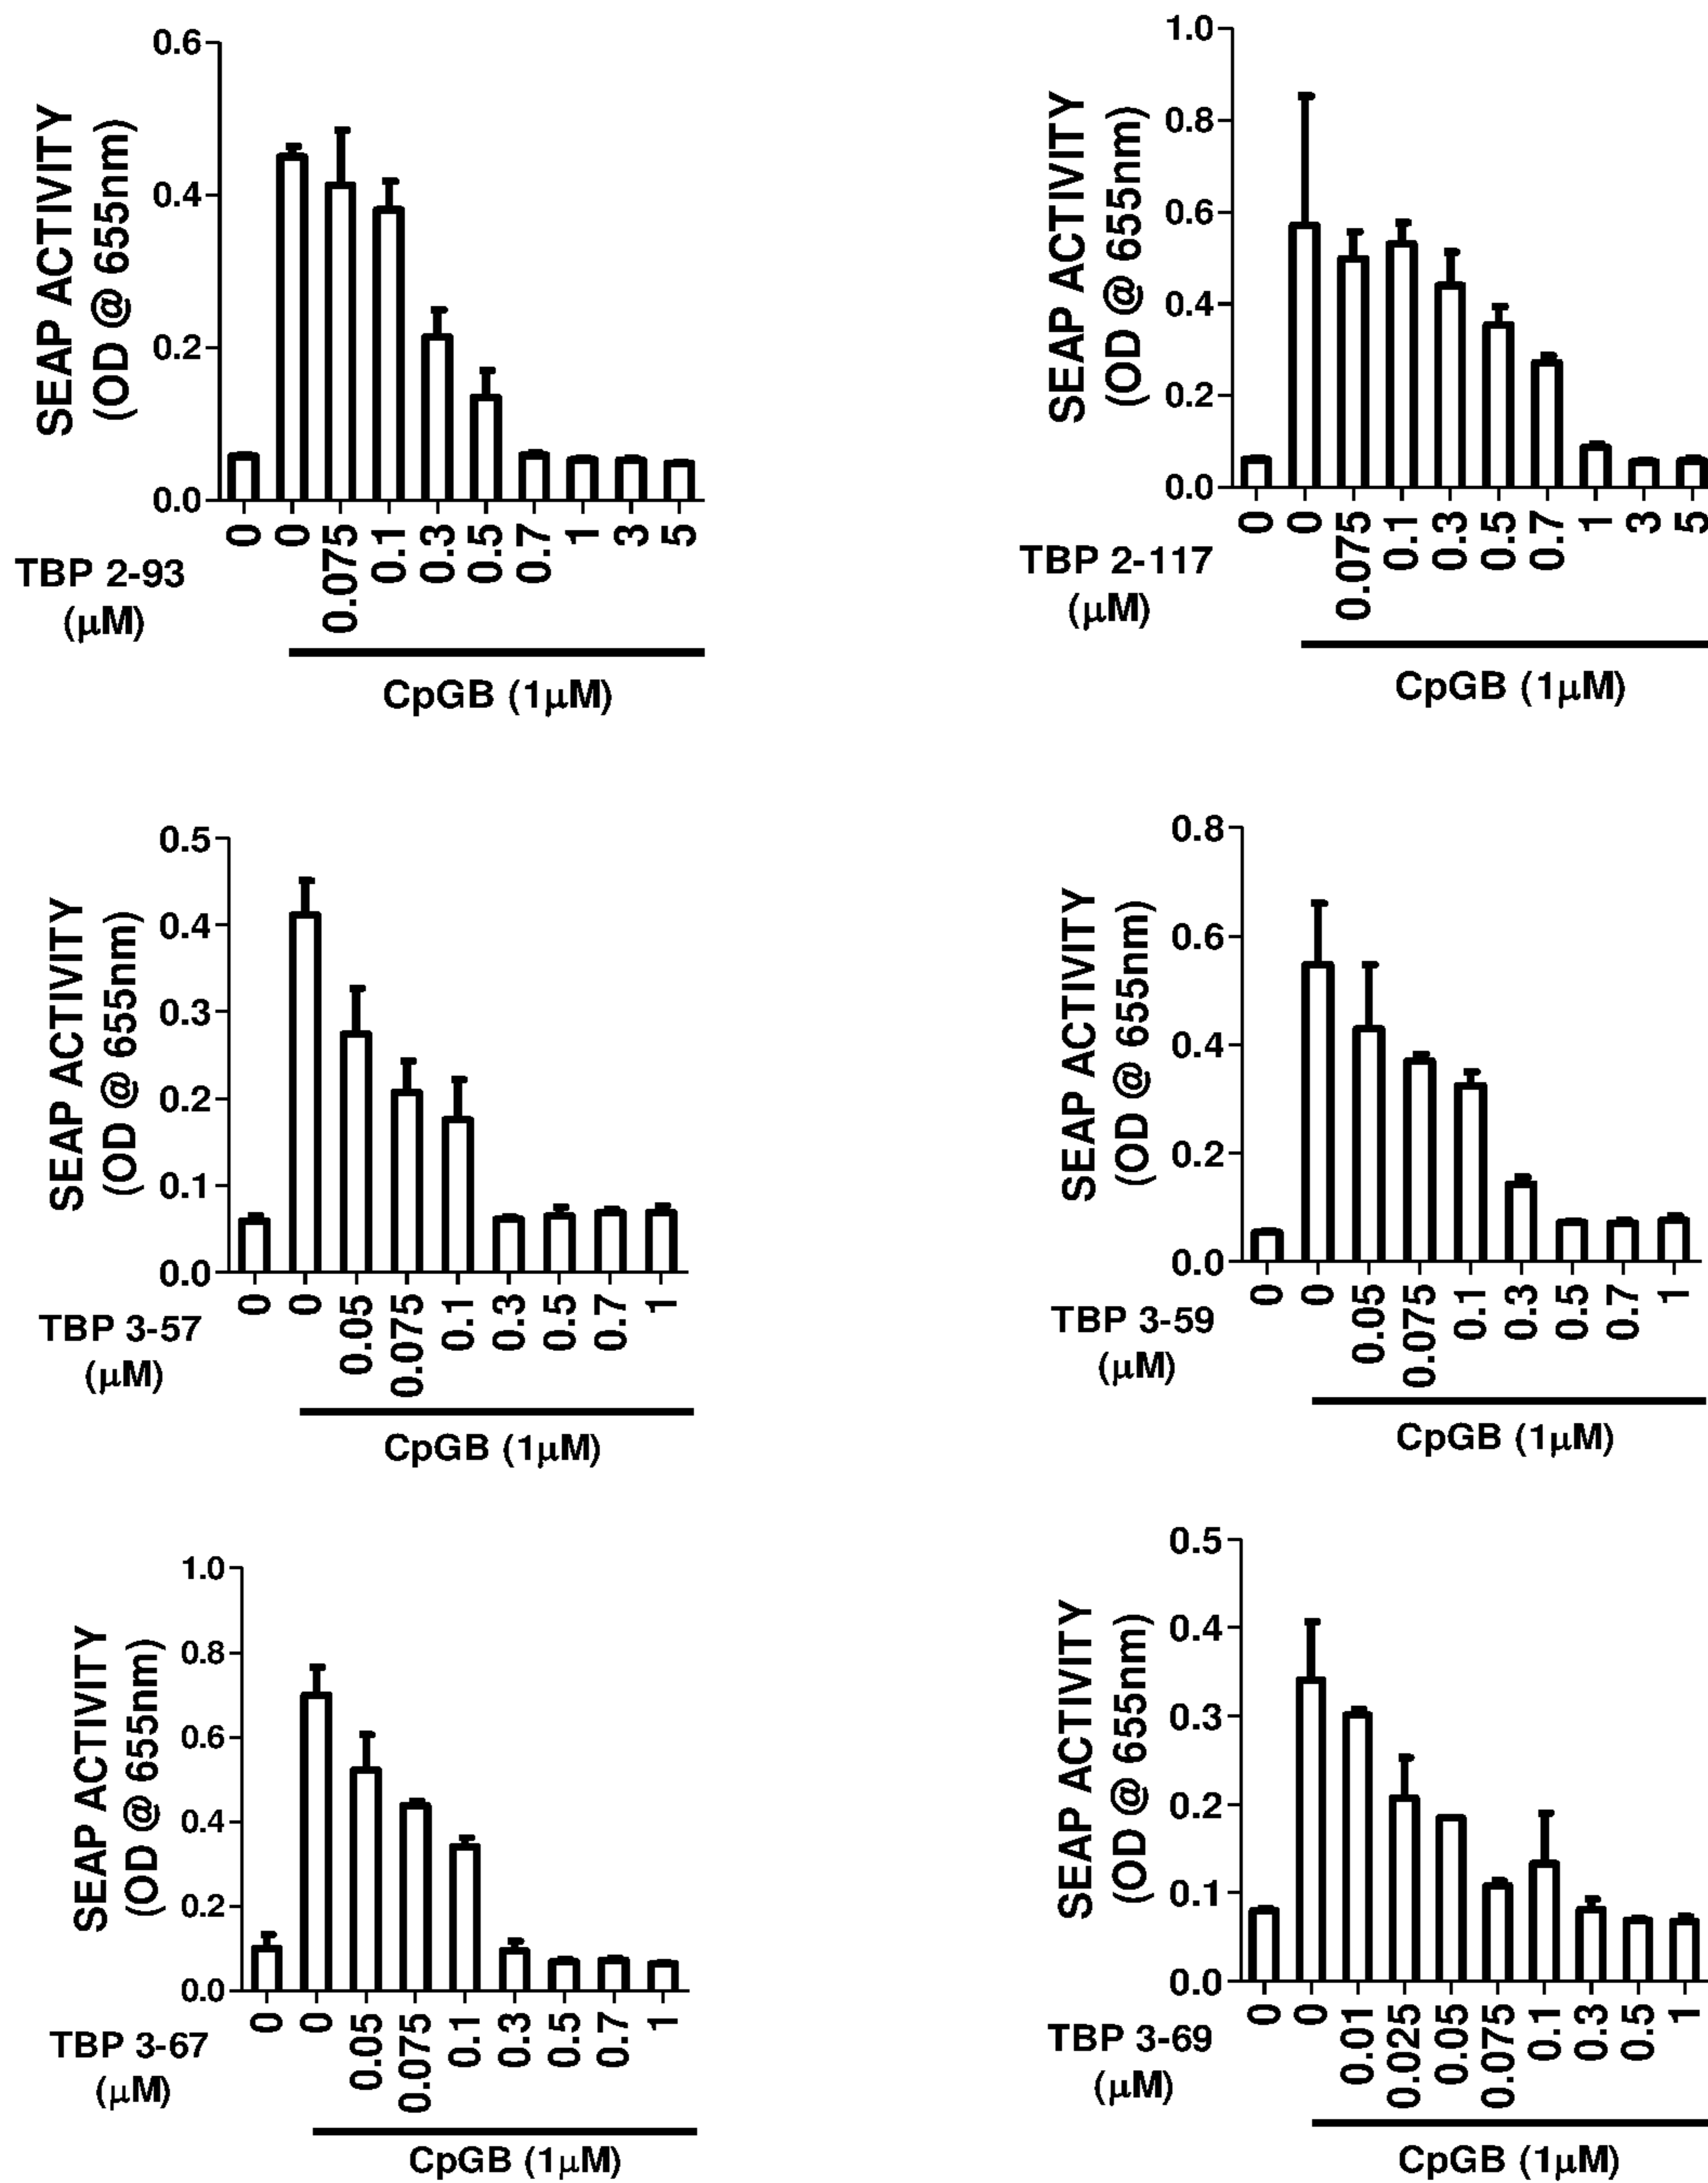 SEAP ACTIVITY
(OD @ 655nm)
0.6
0.4
0.2
0.0
0 0 0.075 0.1 0.3 0.5 0.7 1 3 5
TBP 2-93
(µM)
CpGB (1µM)
SEAP ACTIVITY
(OD @ 655nm)
1.0
0.8
0.6
0.4
0.2
0.0
0 0 0.075 0.1 0.3 0.5 0.7 1 3 5
TBP 2-117
(µM)
CpGB (1µM)
SEAP ACTIVITY
(OD @ 655nm)
0.5
0.4
0.3
0.2
0.1
0.0
0 0 0.05 0.075 0.1 0.3 0.5 0.7 1
TBP 3-57
(µM)
CpGB (1µM)
SEAP ACTIVITY
(OD @ 655nm)
0.8
0.6
0.4
0.2
0.0
0 0 0.05 0.075 0.1 0.3 0.5 0.7 1
TBP 3-59
(µM)
CpGB (1µM)
SEAP ACTIVITY
(OD @ 655nm)
1.0
0.8
0.6
0.4
0.2
0.0
0 0 0.05 0.075 0.1 0.3 0.5 0.7 1
TBP 3-67
(µM)
CpGB (1µM)
SEAP ACTIVITY
(OD @ 655nm)
0.5
0.4
0.3
0.2
0.1
0.0
0 0 0.01 0.025 0.05 0.075 0.1 0.3 0.5 1
TBP 3-69
(µM)
CpGB (1µM)